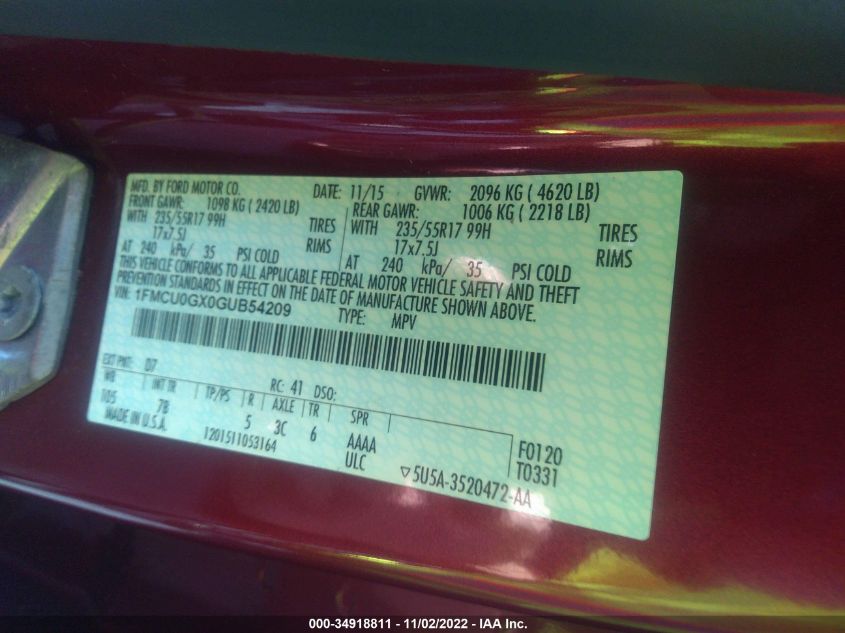 MFD. BY FORD MOTOR CO. DATE: 11/15 GVWR: 2096 KG ( 4620 LB)
FRONT GAWR: 1098 KG ( 2420 LB) REAR GAWR: 1006 KG ( 2218 LB)
WITH 235/55R17 99H TIRES WITH 235/55R17 99H TIRES
17x7.5J RIMS 17x7.5J RIMS
AT 240 kPa/ 35 PSI COLD AT 240 kPa/ 35 PSI COLD
THIS VEHICLE CONFORMS TO ALL APPLICABLE FEDERAL MOTOR VEHICLE SAFETY AND THEFT
PREVENTION STANDARDS IN EFFECT ON THE DATE OF MANUFACTURE SHOWN ABOVE.
VIN: 1FMCU0GX0GUB54209 TYPE: MPV
EXT PNT: D7 RC: 41 DSO:
WB INT TR TP/PS R AXLE TR SPR
105 7B 5 3C 6 AAAA F0120
MADE IN U.S.A. 1201511053164 ULC T0331
▽5U5A-3520472-AA
000-34918811 - 11/02/2022 - IAA Inc.